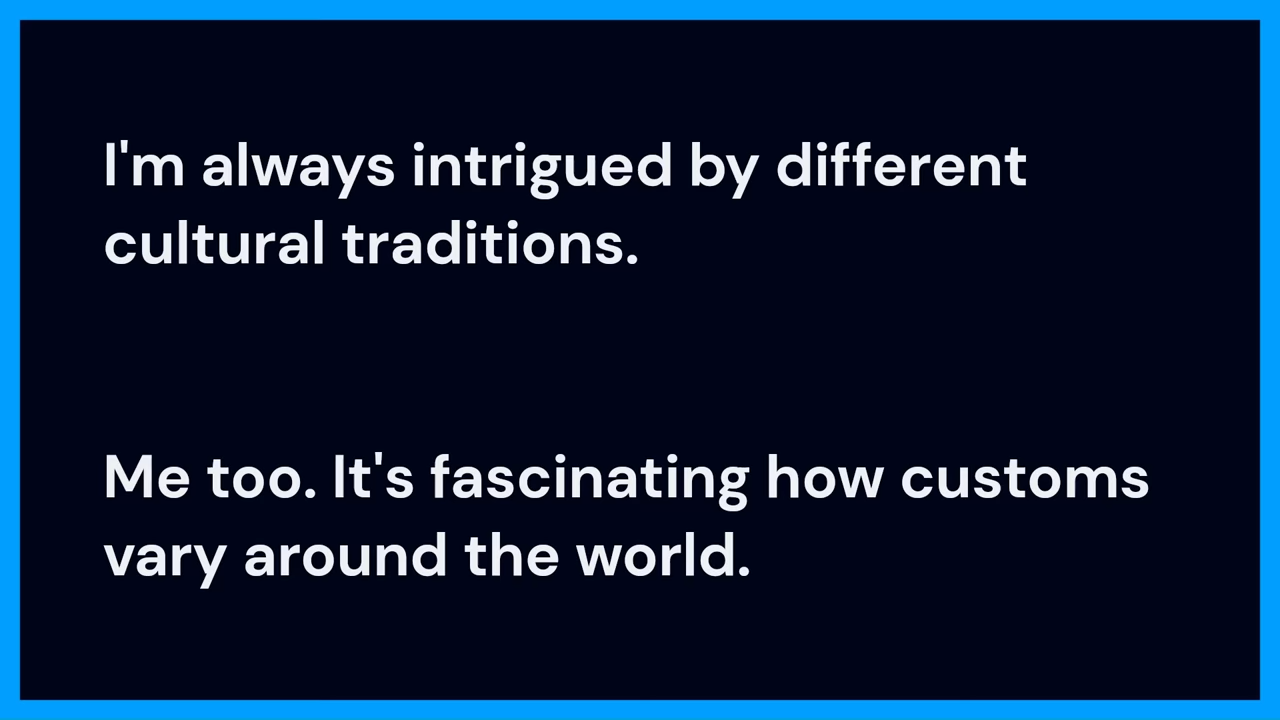 I'm always intrigued by different
cultural traditions.
Me too. It's fascinating how customs
vary around the world.